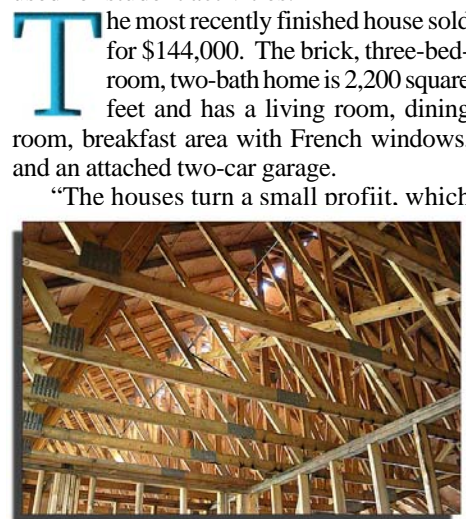 The most recently finished house sold
for $144,000. The brick, three-bed-
room, two-bath home is 2,200 square
feet and has a living room, dining
room, breakfast area with French windows,
and an attached two-car garage.
“The houses turn a small profiit, which